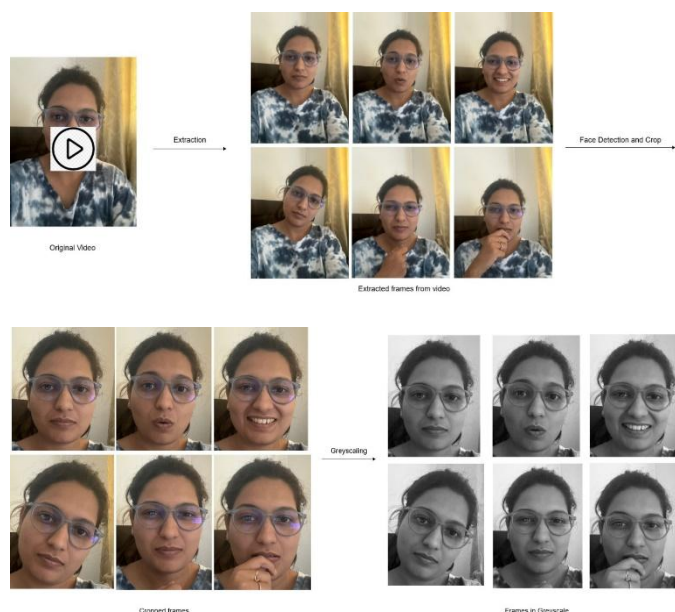 Extraction
Face Detection and Crop
Original Video
Extracted frames from video
Greyscaling
Cropped frames
Frames in Greyscale